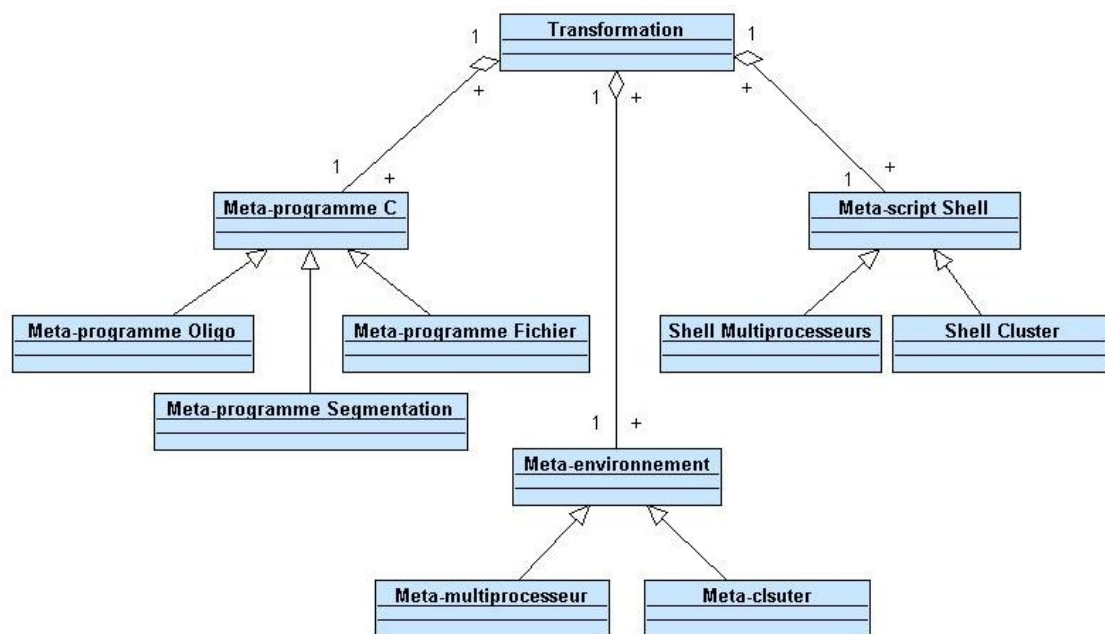 Transformation
1
1
+
1
+
+
1
+
1
+
Meta-programme C
Meta-script Shell
Meta-programme Oligo
Meta-programme Fichier
Shell Multiprocesseurs
Shell Cluster
Meta-programme Segmentation
1
+
Meta-environnement
Meta-multiprocesseur
Meta-clsuter